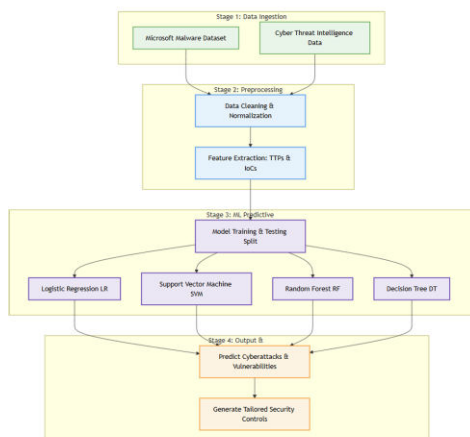 Stage 1: Data Ingestion
Microsoft Malware Dataset
Cyber Threat Intelligence
Data
Stage 2: Preprocessing
Data Cleaning &
Normalization
Feature Extraction: TTPs &
IoCs
Stage 3: ML Predictive
Model Training & Testing
Split
Logistic Regression LR
Support Vector Machine
SVM
Random Forest RF
Decision Tree DT
Stage 4: Output &
Predict Cyberattacks &
Vulnerabilities
Generate Tailored Security
Controls